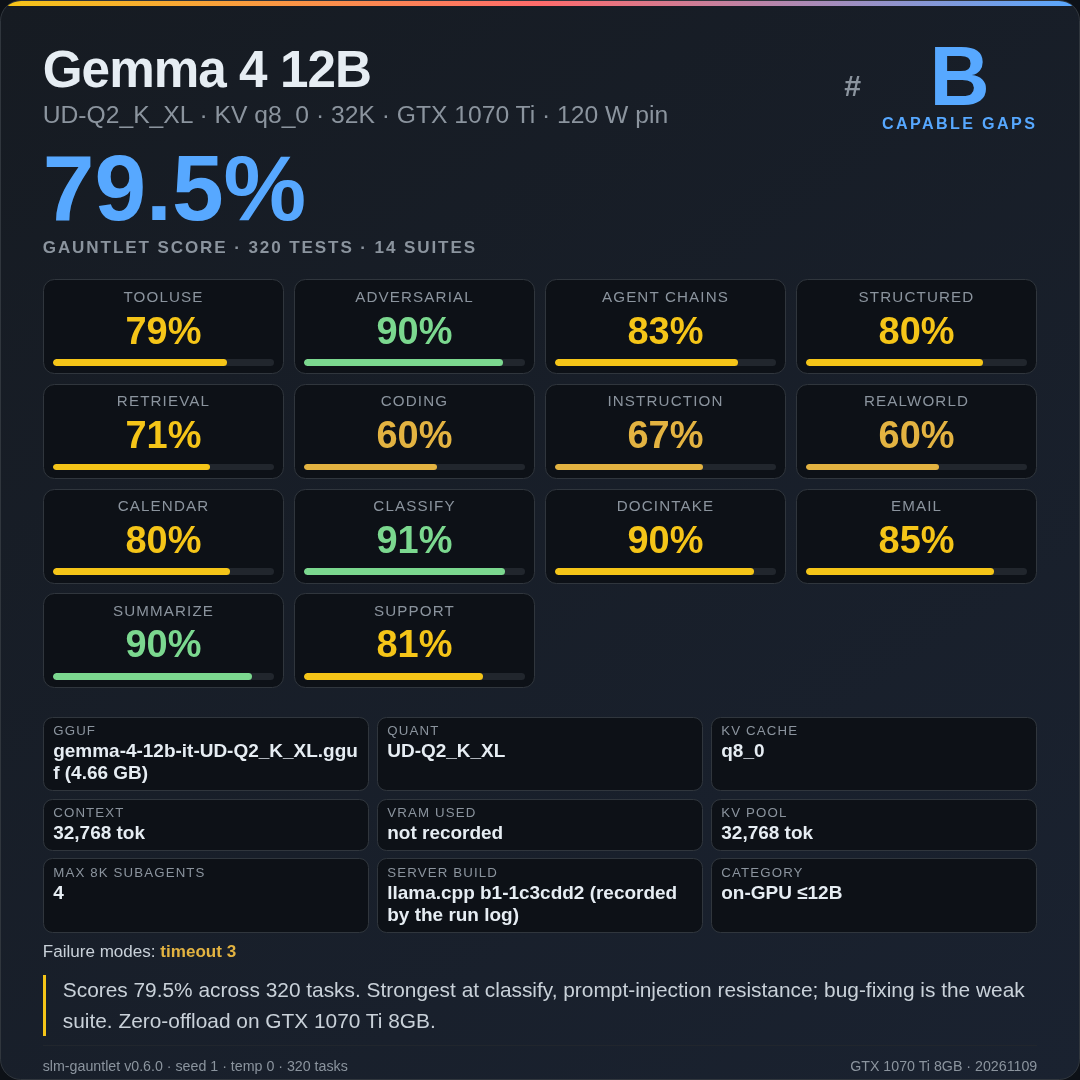 Gemma 4 12B
UD-Q2_K_XL · KV q8_0 · 32K · GTX 1070 Ti · 120 W pin
#
B
CAPABLE GAPS
79.5%
GAUNTLET SCORE · 320 TESTS · 14 SUITES
TOOLUSE
79%
ADVERSARIAL
90%
AGENT CHAINS
83%
STRUCTURED
80%
RETRIEVAL
71%
CODING
60%
INSTRUCTION
67%
REALWORLD
60%
CALENDAR
80%
CLASSIFY
91%
DOCINTAKE
90%
EMAIL
85%
SUMMARIZE
90%
SUPPORT
81%
GGUF
gemma-4-12b-it-UD-Q2_K_XL.ggu
f (4.66 GB)
QUANT
UD-Q2_K_XL
KV CACHE
q8_0
CONTEXT
32,768 tok
VRAM USED
not recorded
KV POOL
32,768 tok
MAX 8K SUBAGENTS
4
SERVER BUILD
llama.cpp b1-1c3cdd2 (recorded
by the run log)
CATEGORY
on-GPU ≤12B
Failure modes: timeout 3
Scores 79.5% across 320 tasks. Strongest at classify, prompt-injection resistance; bug-fixing is the weak
suite. Zero-offload on GTX 1070 Ti 8GB.
slm-gauntlet v0.6.0 · seed 1 · temp 0 · 320 tasks
GTX 1070 Ti 8GB · 20261109